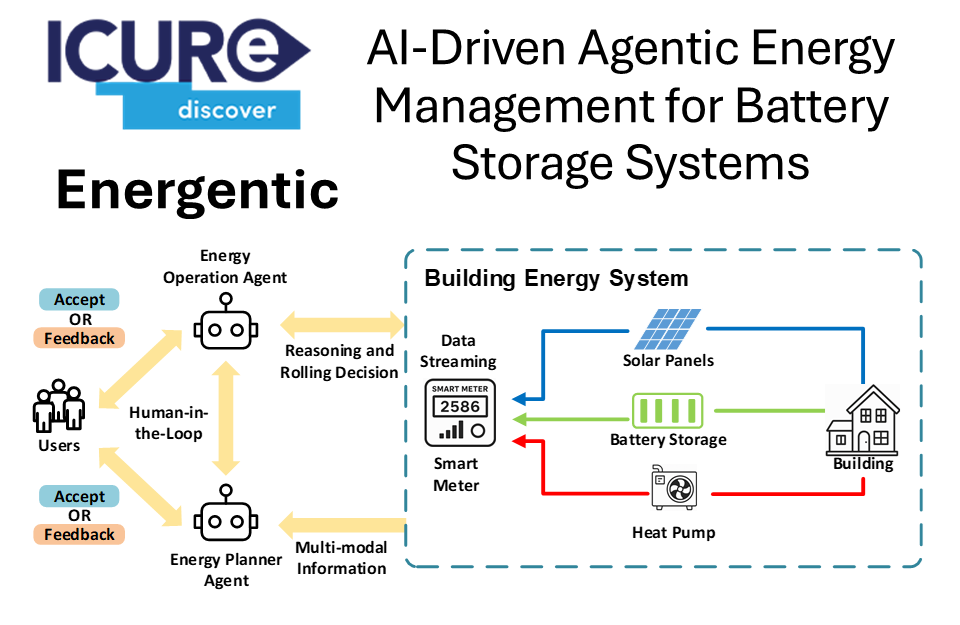 ICURe
discover
AI-Driven Agentic Energy
Management for Battery
Storage Systems
Energentic
Energy
Operation Agent
Accept
OR
Feedback
Users
Human-in-
the-Loop
Reasoning and
Rolling Decision
Accept
OR
Feedback
Energy Planner
Agent
Multi-modal
Information
Building Energy System
Data
Streaming
SMART METER
2586
Smart
Meter
Solar Panels
Battery Storage
Building
Heat Pump